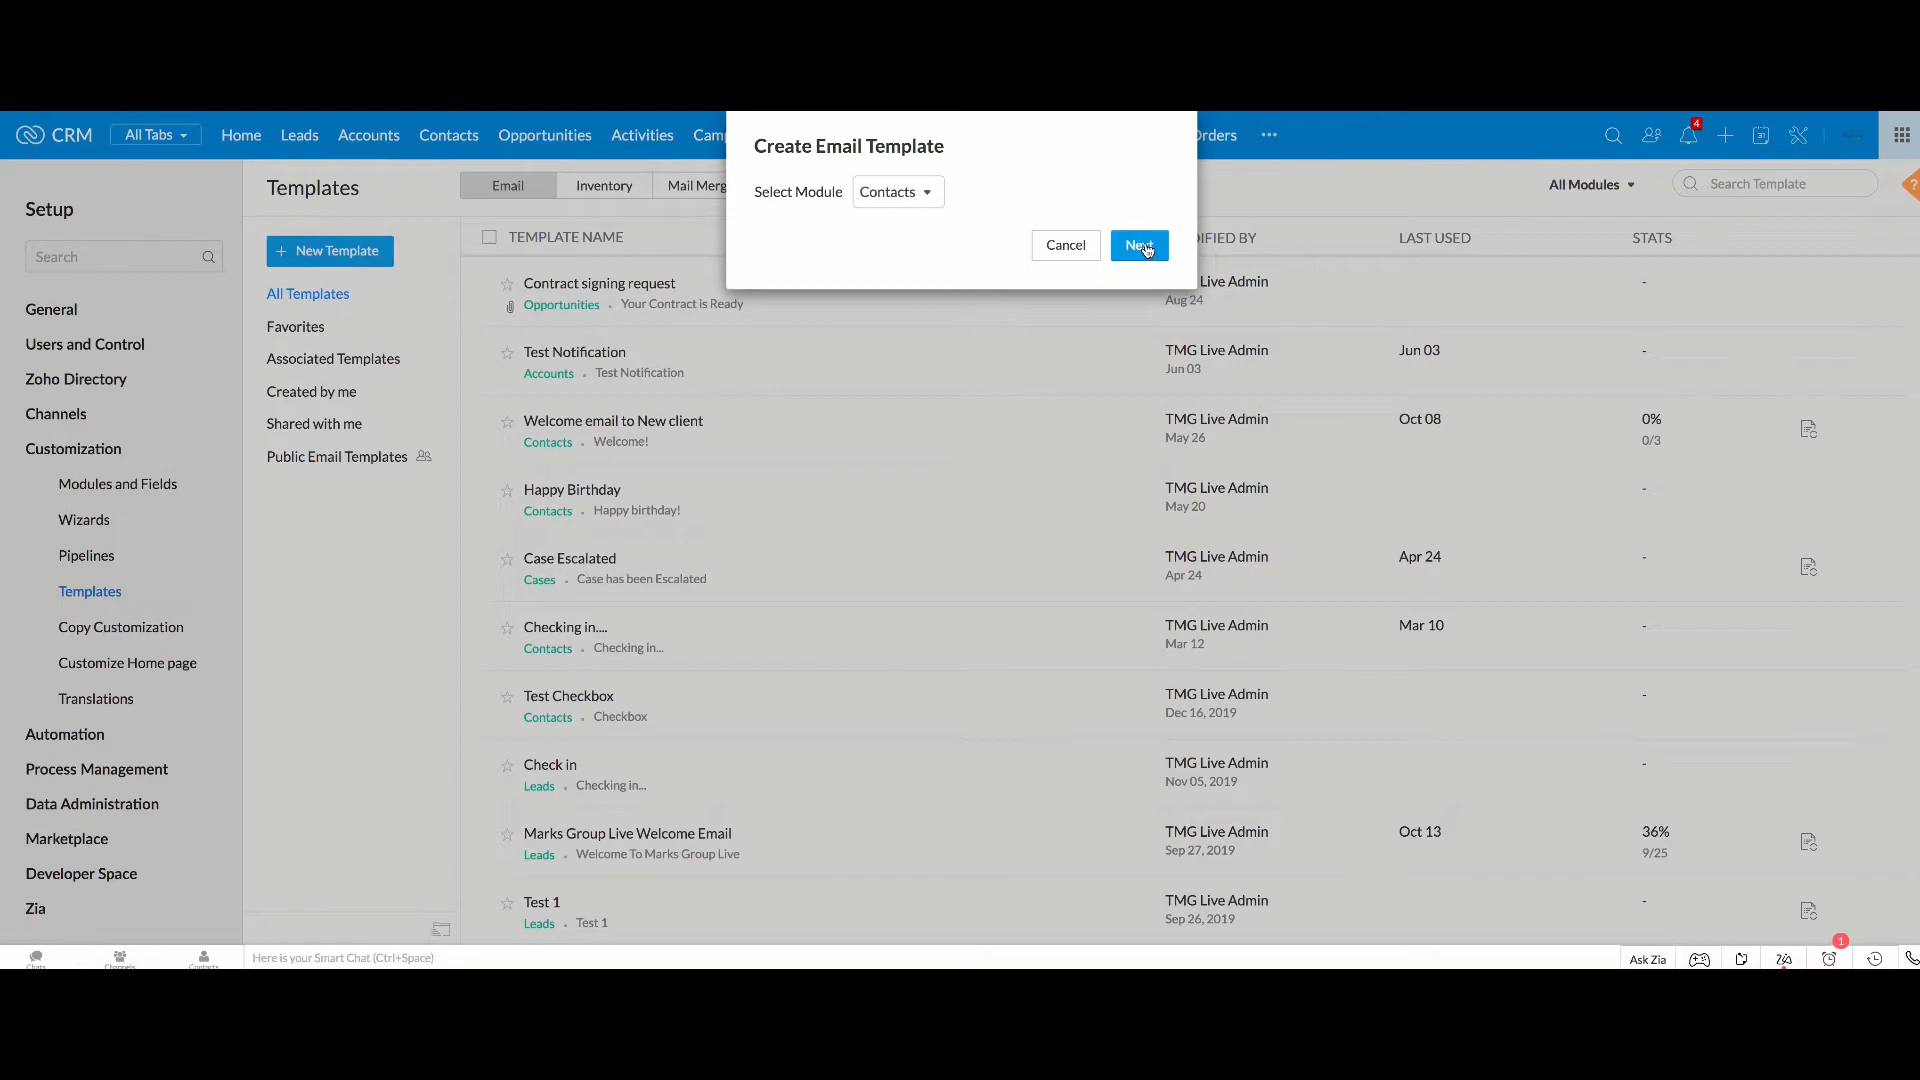 CRM
All Tabs
Home
Leads
Accounts
Contacts
Opportunities
Activities
Orders
4
31
Create Email Template
Select Module
Contacts
Cancel
Next
Setup
Search
General
Users and Control
Zoho Directory
Channels
Customization
Modules and Fields
Wizards
Pipelines
Templates
Copy Customization
Customize Home page
Translations
Automation
Process Management
Data Administration
Marketplace
Developer Space
Zia
Templates
+ New Template
All Templates
Favorites
Associated Templates
Created by me
Shared with me
Public Email Templates
Email
Inventory
Mail Merg
All Modules
Search Template
?
TEMPLATE NAME
DIFIED BY
LAST USED
STATS
Contract signing request
Opportunities • Your Contract is Ready
Live Admin
Aug 24
-
Test Notification
Accounts • Test Notification
TMG Live Admin
Jun 03
Jun 03
-
Welcome email to New client
Contacts • Welcome!
TMG Live Admin
May 26
Oct 08
0%
0/3
Happy Birthday
Contacts • Happy birthday!
TMG Live Admin
May 20
-
Case Escalated
Cases • Case has been Escalated
TMG Live Admin
Apr 24
Apr 24
-
Checking in....
Contacts • Checking in...
TMG Live Admin
Mar 12
Mar 10
-
Test Checkbox
Contacts • Checkbox
TMG Live Admin
Dec 16, 2019
-
Check in
Leads • Checking in...
TMG Live Admin
Nov 05, 2019
-
Marks Group Live Welcome Email
Leads • Welcome To Marks Group Live
TMG Live Admin
Sep 27, 2019
Oct 13
36%
9/25
Test 1
Leads • Test 1
TMG Live Admin
Sep 26, 2019
-
Chats
Channels
Contacts
Here is your Smart Chat (Ctrl+Space)
Ask Zia
1